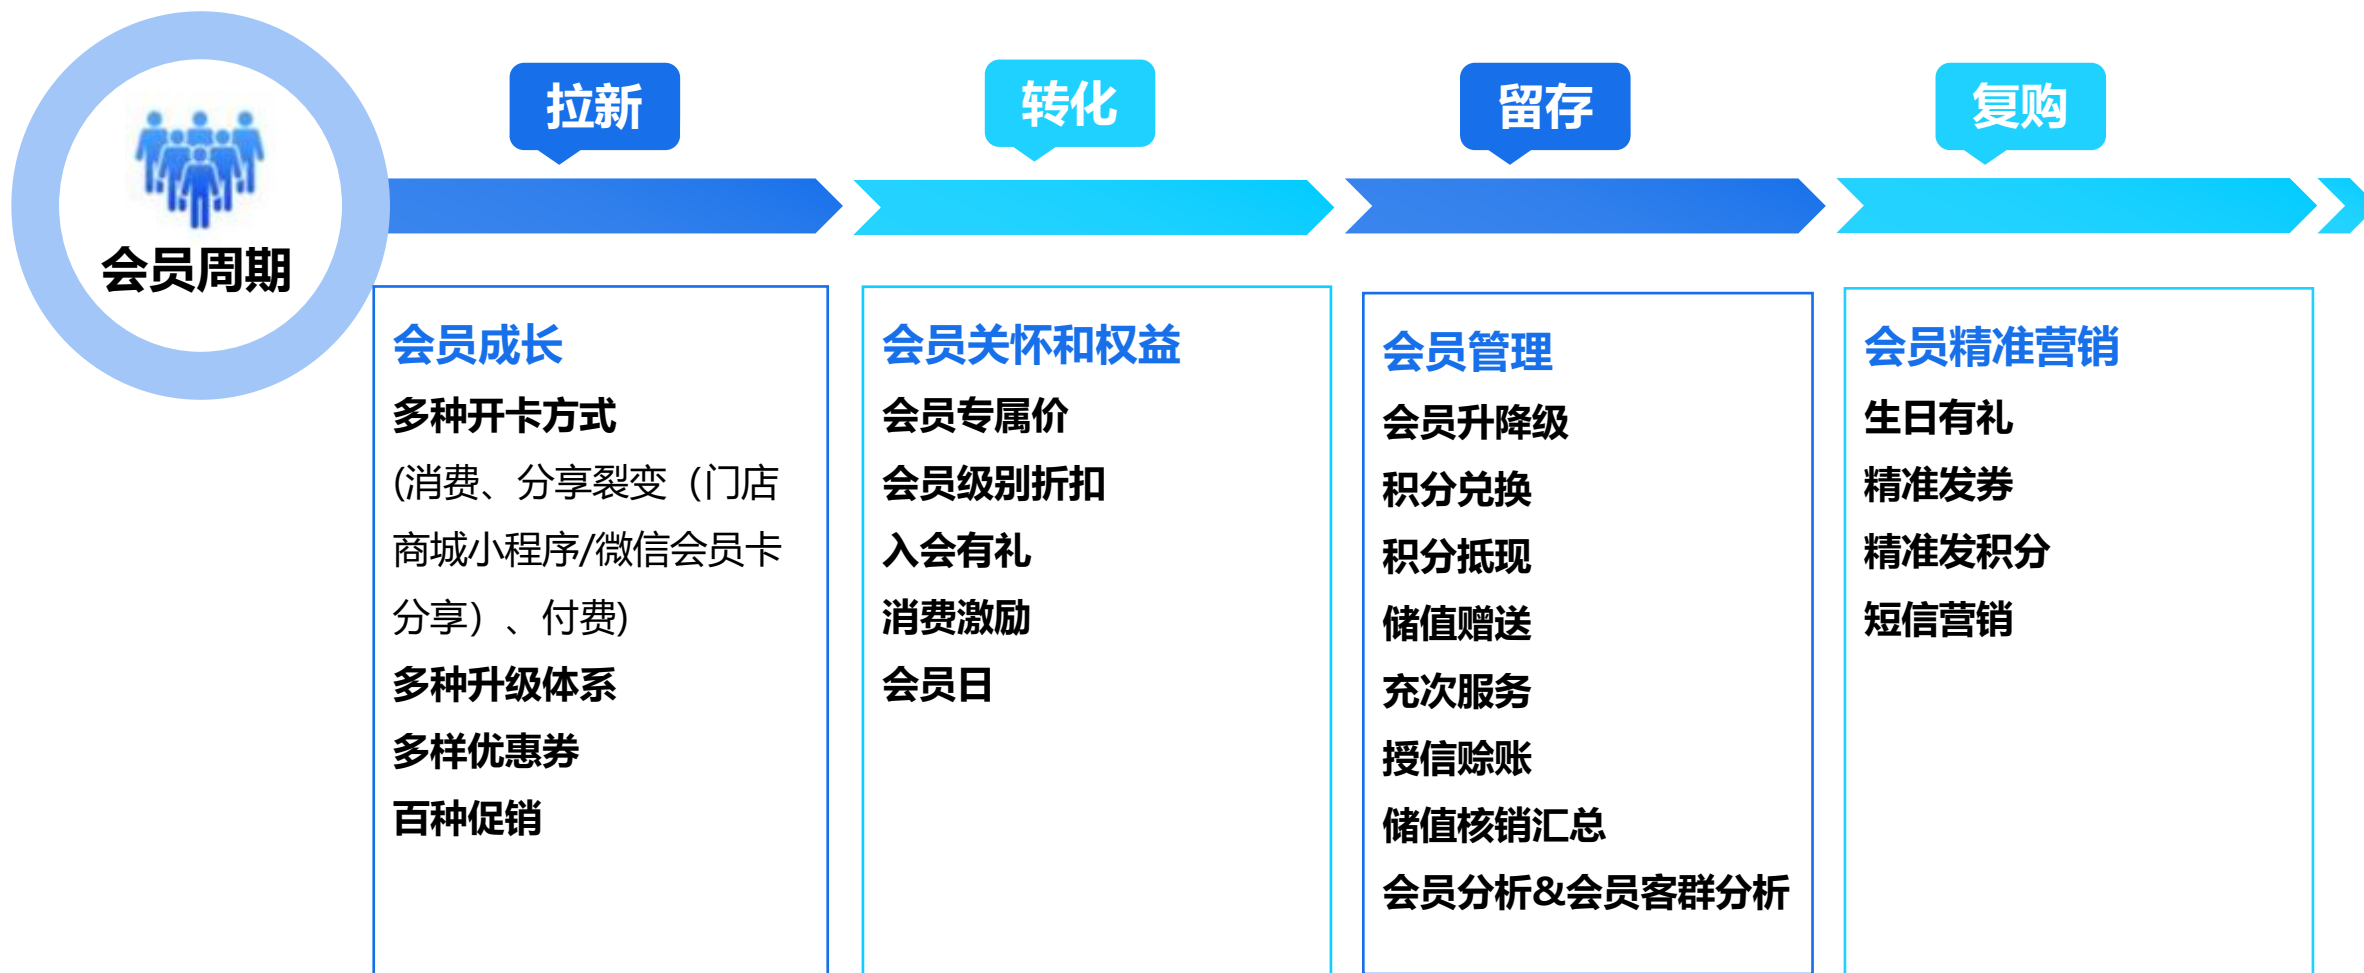 会员周期
拉新
转化
留存
复购
会员成长
多种开卡方式
(消费、分享裂变（门店
商城小程序/微信会员卡
分享）、付费)
多种升级体系
多样优惠券
百种促销
会员关怀和权益
会员专属价
会员级别折扣
入会有礼
消费激励
会员日
会员管理
会员升降级
积分兑换
积分抵现
储值赠送
充次服务
授信赊账
储值核销汇总
会员分析&会员客群分析
会员精准营销
生日有礼
精准发券
精准发积分
短信营销